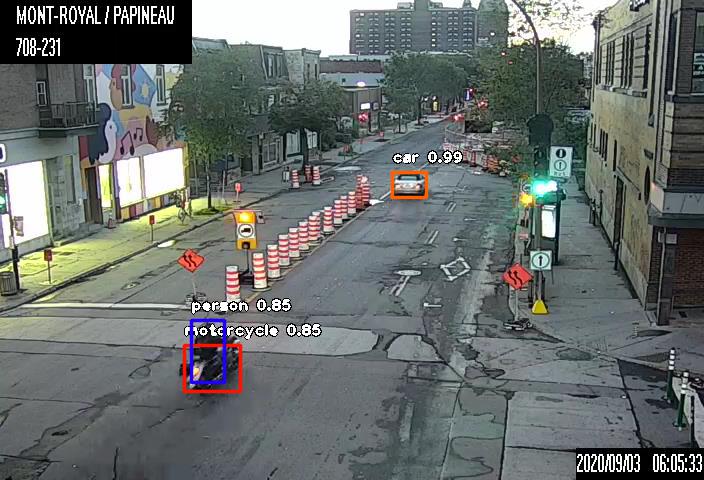 MONT-ROYAL / PAPINEAU
708-231
car 0.99
person 0.85
motorcycle 0.85
2020/09/03 06:05:33